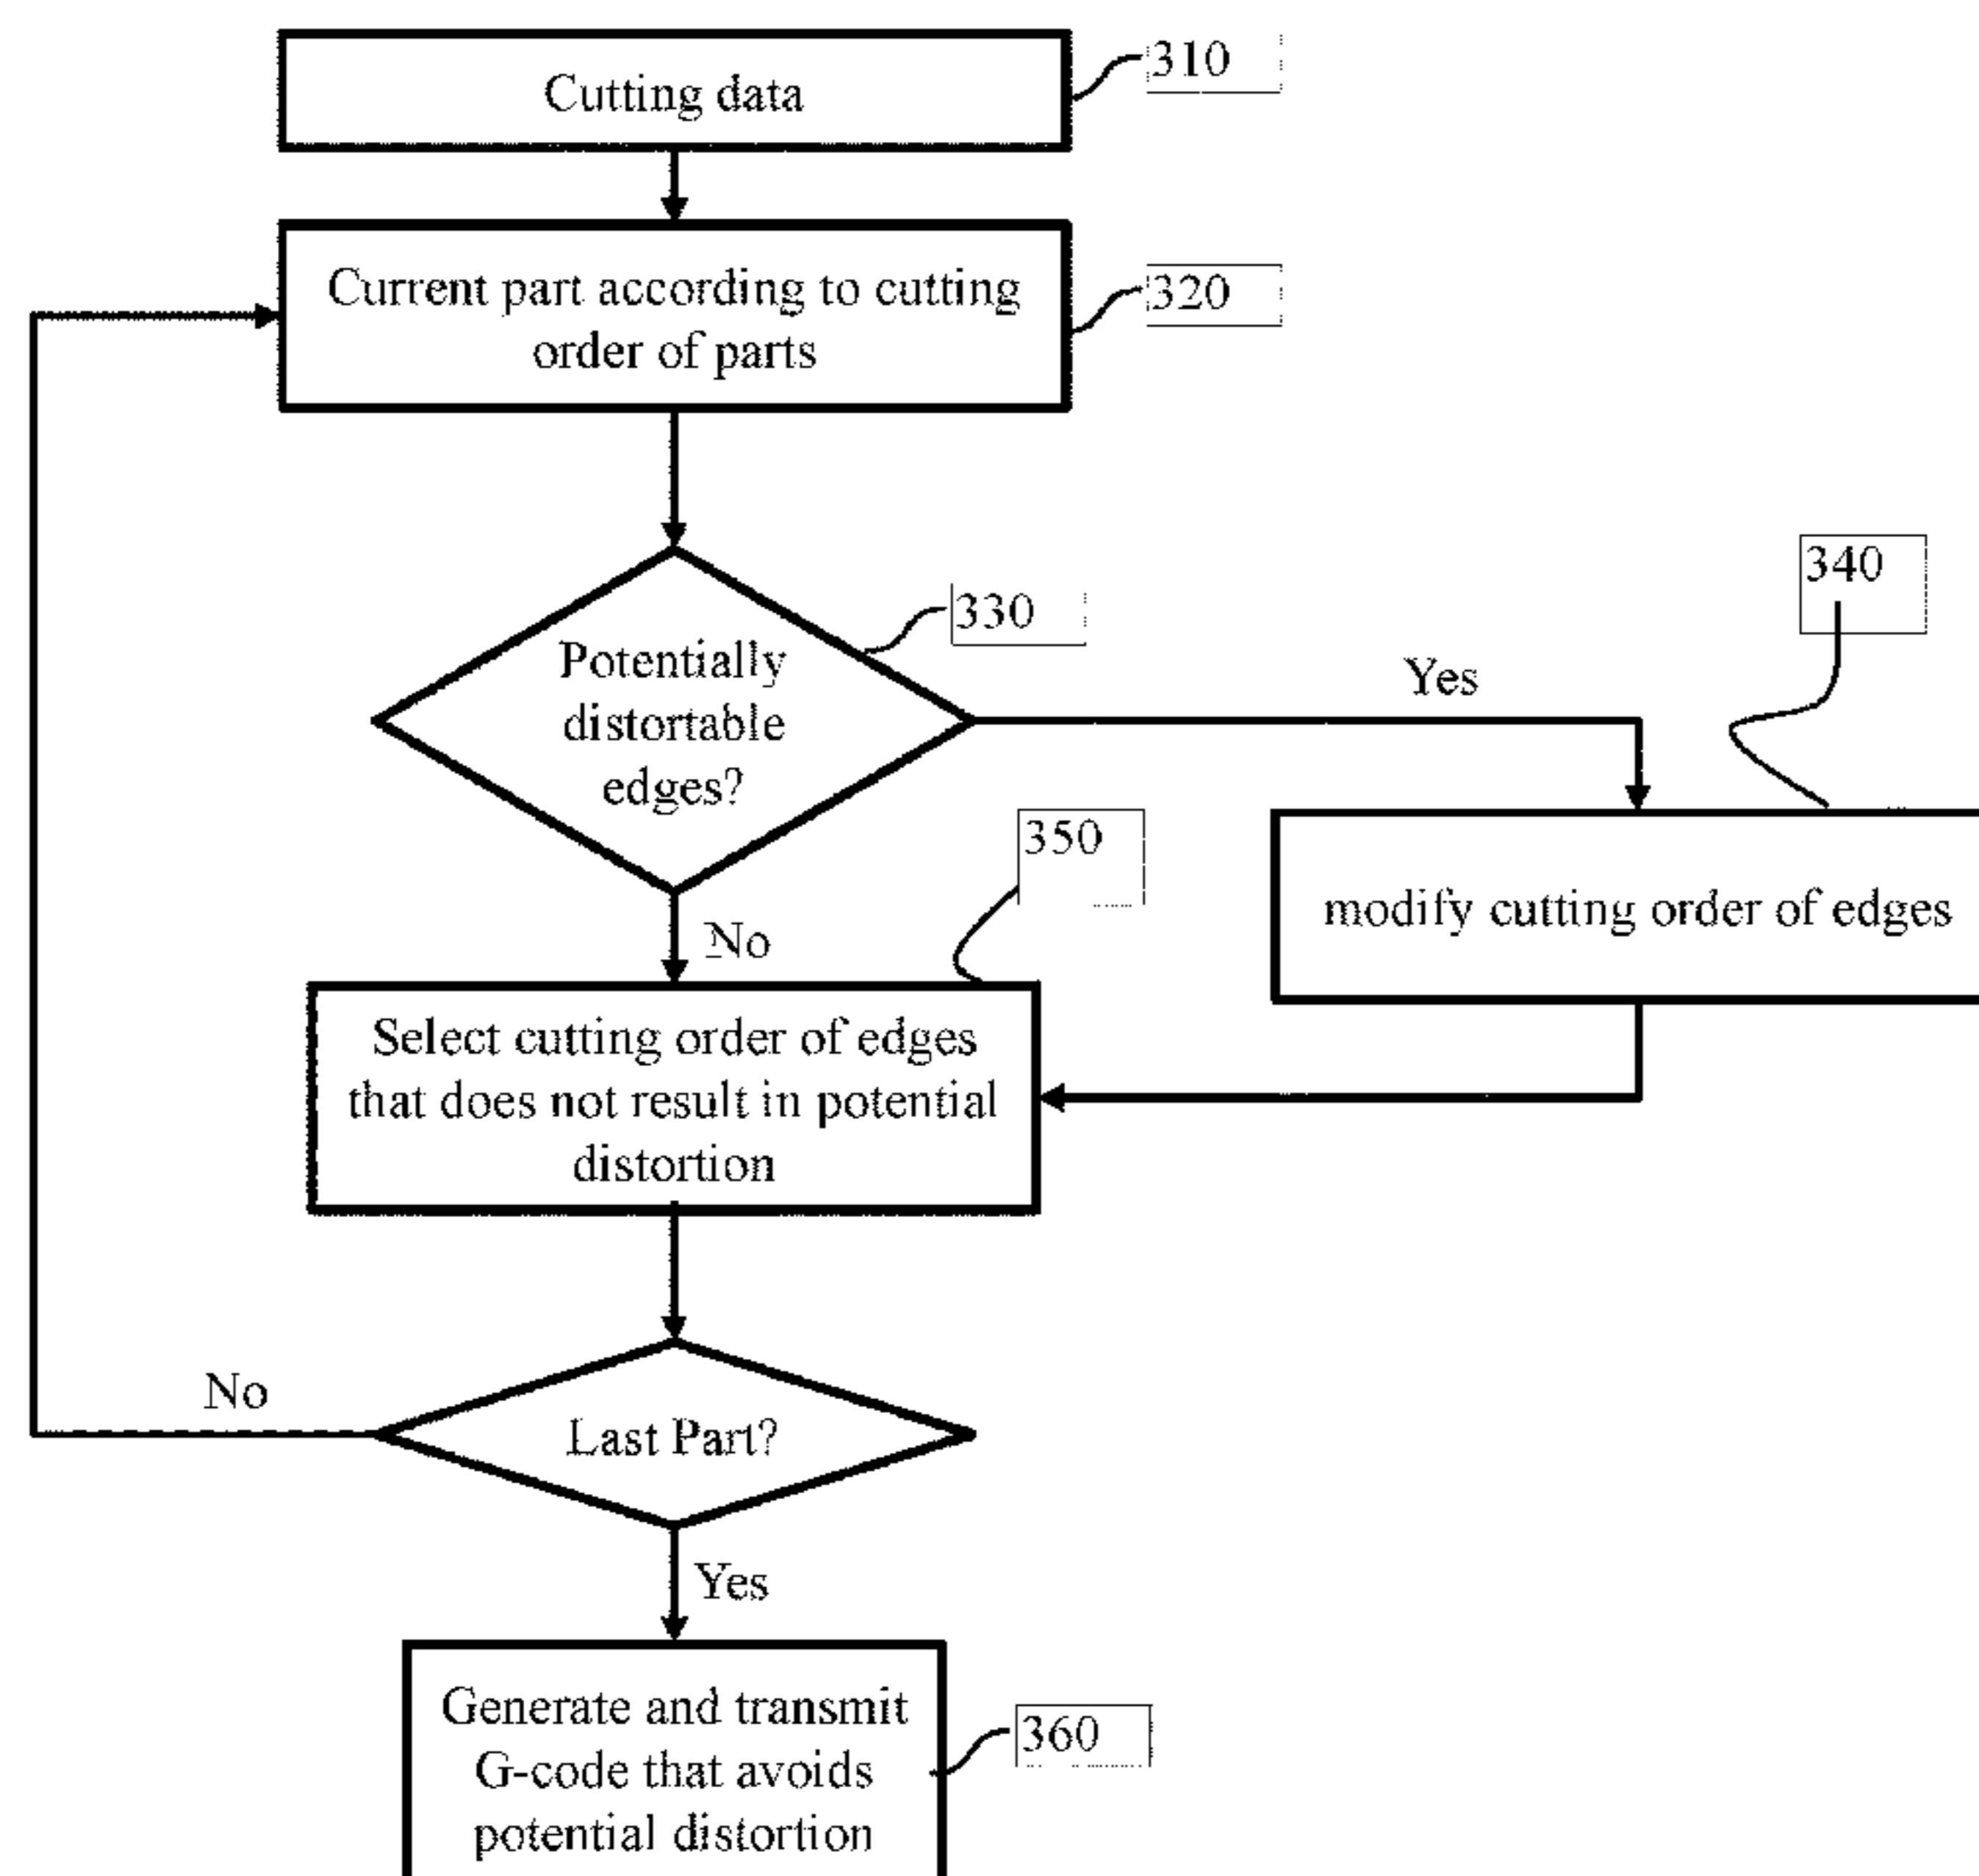 Cutting data
310
Current part according to cutting
order of parts
320
Potentially
distortable
edges?
330
Yes
340
modify cutting order of edges
No
350
Select cutting order of edges
that does not result in potential
distortion
Last Part?
No
Yes
Generate and transmit
G-code that avoids
potential distortion
360